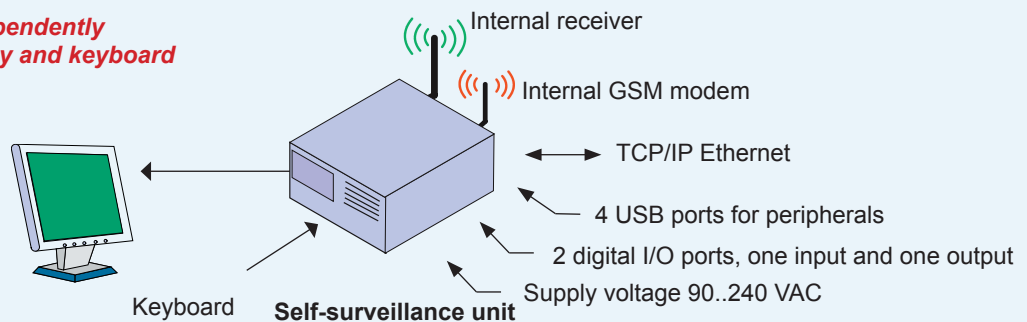 y and keyboard
Internal receiver
Internal GSM modem
TCP/IP Ethernet
4 USB ports for peripherals
2 digital I/O ports, one input and one output
Supply voltage 90..240 VAC
Keyboard
Self-surveillance unit